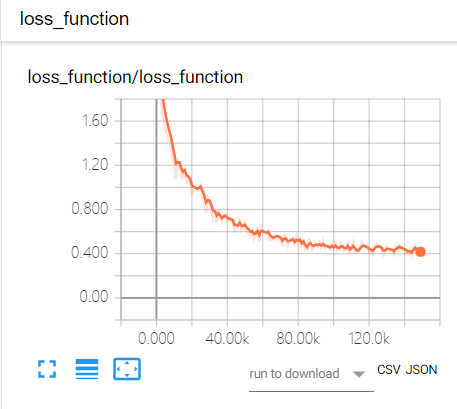 loss_function
loss_function/loss_function
1.60
1.20
0.800
0.400
0.00
0.000 40.00k 80.00k 120.0k
run to download CSV JSON